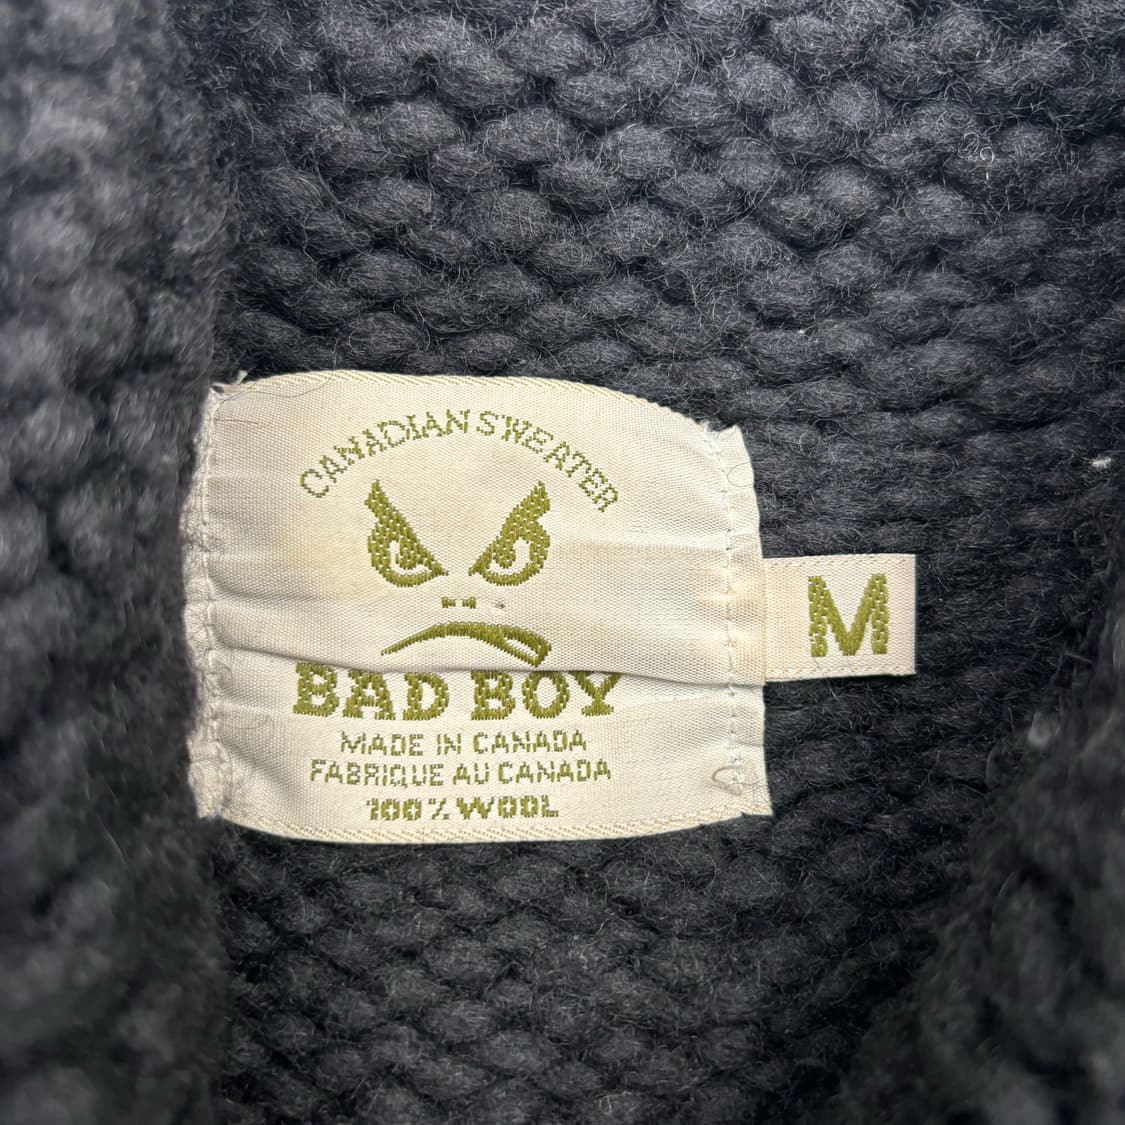 CANADIAN SWEATER
BAD BOY
MADE IN CANADA
FABRIQUE AU CANADA
100% WOOL
M